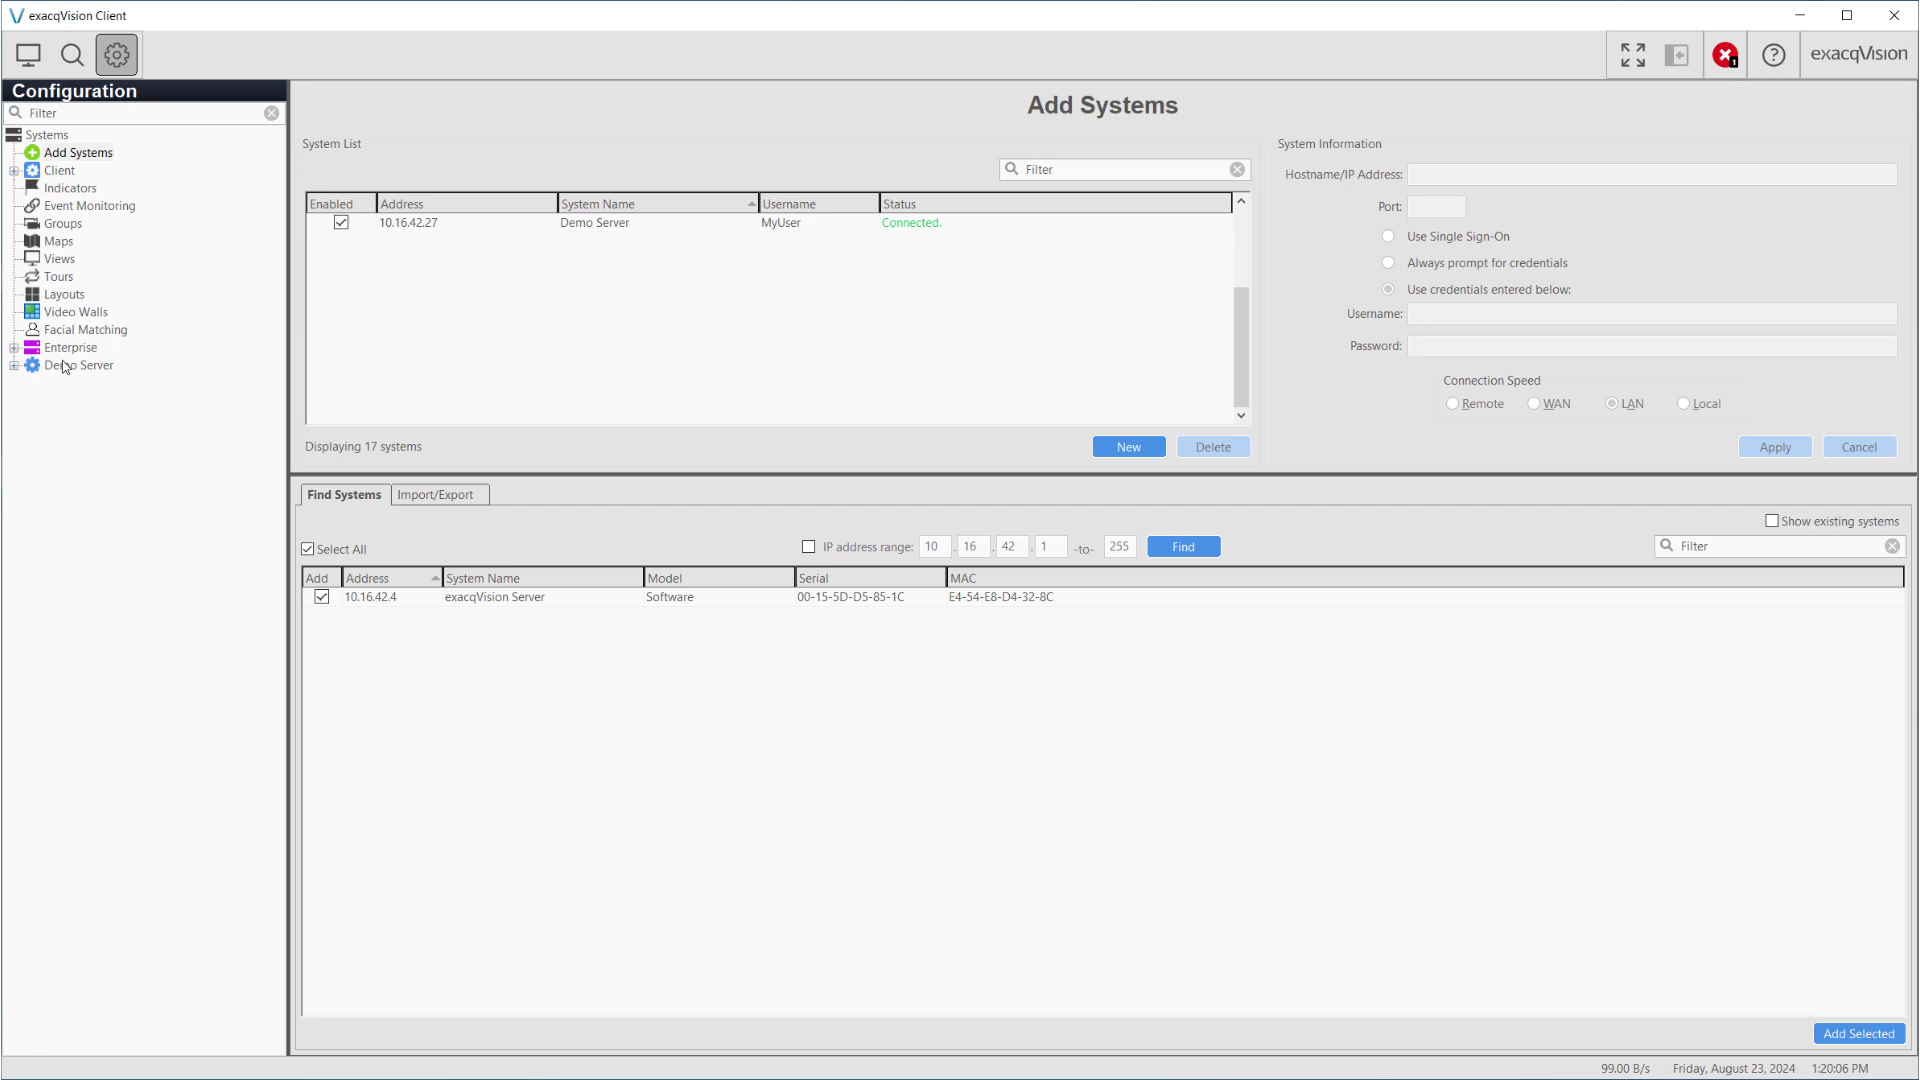 exacqVision Client
1
exacqVision
Configuration
Filter
Systems
Add Systems
Client
Indicators
Event Monitoring
Groups
Maps
Views
Tours
Layouts
Video Walls
Facial Matching
Enterprise
Demo Server
Add Systems
System List
Filter
Enabled Address System Name Username Status
10.16.42.27 Demo Server MyUser Connected.
Displaying 17 systems
New
Delete
System Information
Hostname/IP Address:
Port:
Use Single Sign-On
Always prompt for credentials
Use credentials entered below:
Username:
Password:
Connection Speed
Remote WAN LAN Local
Apply
Cancel
Find Systems Import/Export
Show existing systems
Select All
IP address range: 10 . 16 . 42 . 1 -to- 255 Find
Filter
Add Address System Name Model Serial MAC
10.16.42.4 exacqVision Server Software 00-15-5D-D5-85-1C E4-54-E8-D4-32-8C
Add Selected
99.00 B/s Friday, August 23, 2024 1:20:06 PM